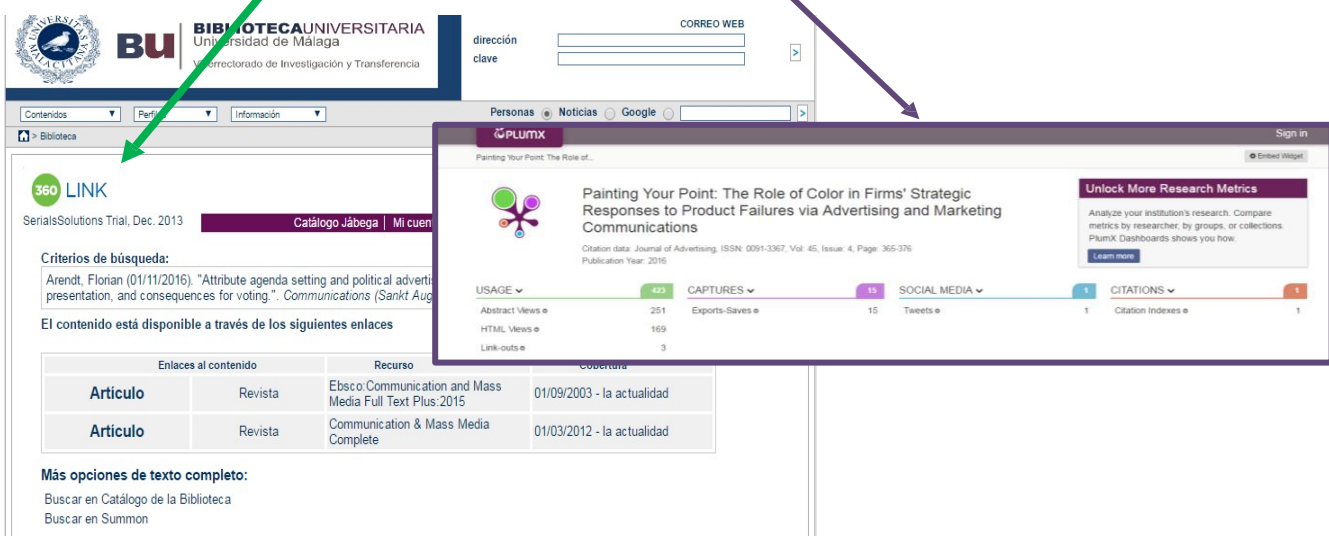 BU
BIBLIOTECAUNIVERSITARIA
Universidad de Málaga
Vicerrectorado de Investigación y Transferencia
CORREO WEB
dirección
clave
>
Contenidos
Perfiles
Información
Personas Noticias Google >
> Biblioteca
360 LINK
SerialsSolutions Trial, Dec. 2013
Catálogo Jábega | Mi cuen
Criterios de búsqueda:
Arendt, Florian (01/11/2016). "Attribute agenda setting and political adverti
presentation, and consequences for voting.". Communications (Sankt Aug
El contenido está disponible a través de los siguientes enlaces
Enlaces al contenido Recurso Cobertura
Artículo Revista Ebsco:Communication and Mass
Media Full Text Plus:2015 01/09/2003 - la actualidad
Artículo Revista Communication & Mass Media
Complete 01/03/2012 - la actualidad
Más opciones de texto completo:
Buscar en Catálogo de la Biblioteca
Buscar en Summon
PLUMX
Sign in
Painting Your Point: The Role of...
Embed Widget
Painting Your Point: The Role of Color in Firms' Strategic
Responses to Product Failures via Advertising and Marketing
Communications
Citation data: Journal of Advertising, ISSN: 0091-3367, Vol: 45, Issue: 4, Page: 365-376
Publication Year: 2016
Unlock More Research Metrics
Analyze your institution's research. Compare
metrics by researcher, by groups, or collections.
PlumX Dashboards shows you how.
Learn more
USAGE 423 CAPTURES 15 SOCIAL MEDIA 1 CITATIONS 1
Abstract Views 251 Exports-Saves 15 Tweets 1 Citation Indexes 1
HTML Views 169
Link-outs 3